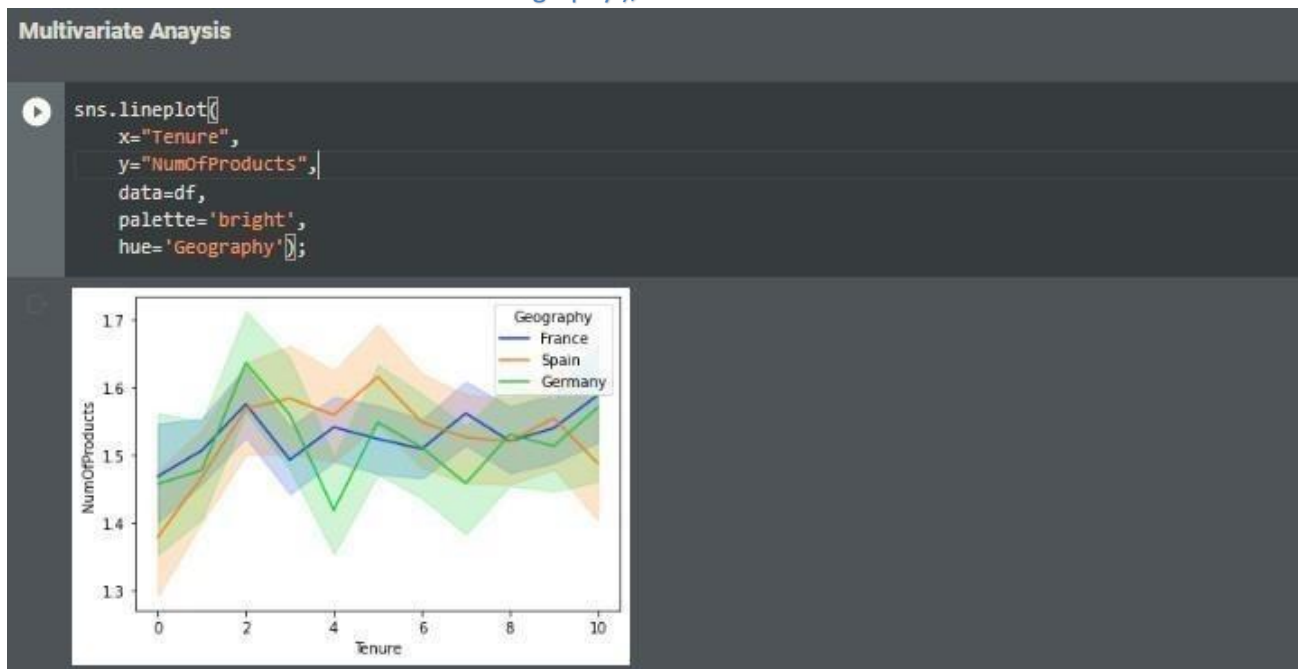 Multivariate Anaysis
sns.lineplot(
x="Tenure",
y="NumOfProducts",
data=df,
palette='bright',
hue='Geography');
Geography
France
Spain
Germany
1.7
1.6
1.5
1.4
1.3
NumOfProducts
0 2 4 6 8 10
Tenure